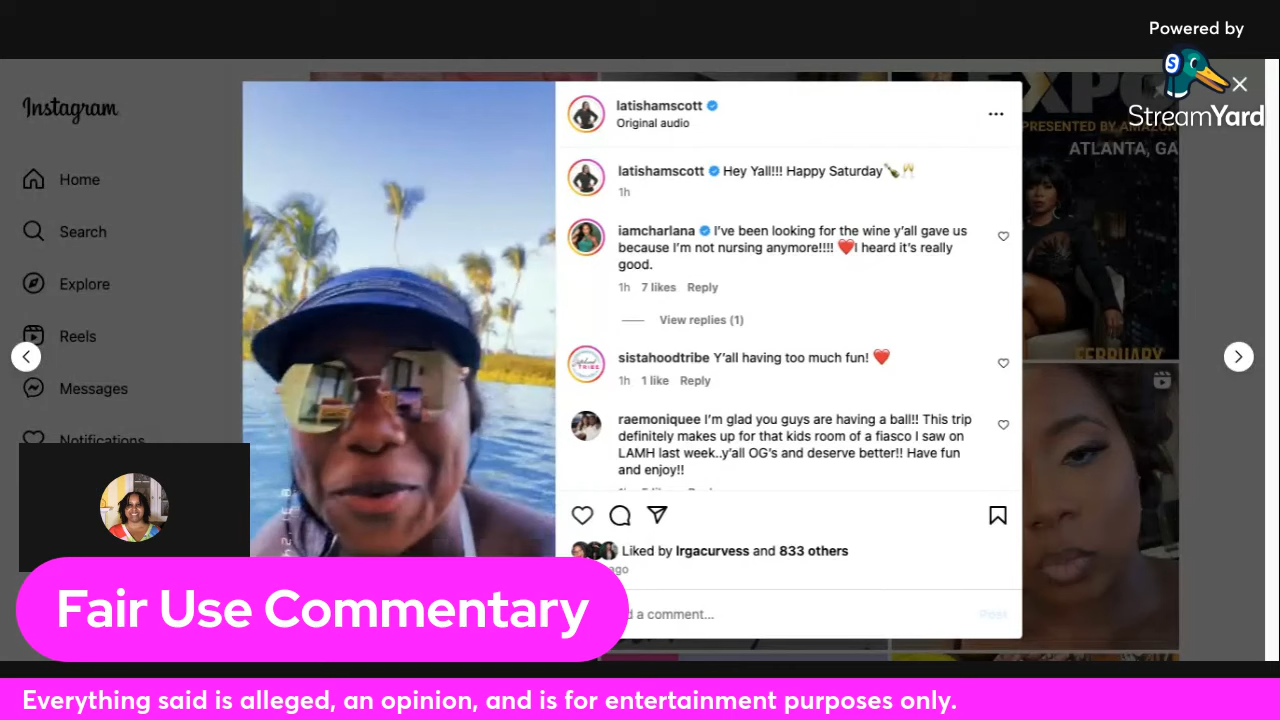 Powered by
StreamYard
Instagram
Home
Search
Explore
Reels
Messages
Notifications
EXPO
PRESENTED BY AMAZON
ATLANTA, GA
FEBRUARY
latishamscott
Original audio
latishamscott Hey Yall!!! Happy Saturday🍾🥂
1h
iamcharlana I've been looking for the wine y'all gave us
because I'm not nursing anymore!!!! ❤️I heard it's really
good.
1h 7 likes Reply
View replies (1)
sistahoodtribe Y'all having too much fun! ❤️
1h 1 like Reply
raemoniquee I'm glad you guys are having a ball!! This trip
definitely makes up for that kids room of a fiasco I saw on
LAMH last week..y'all OG's and deserve better!! Have fun
and enjoy!!
Liked by lrgacurvess and 833 others
ago
a comment...
Post
Fair Use Commentary
Everything said is alleged, an opinion, and is for entertainment purposes only.